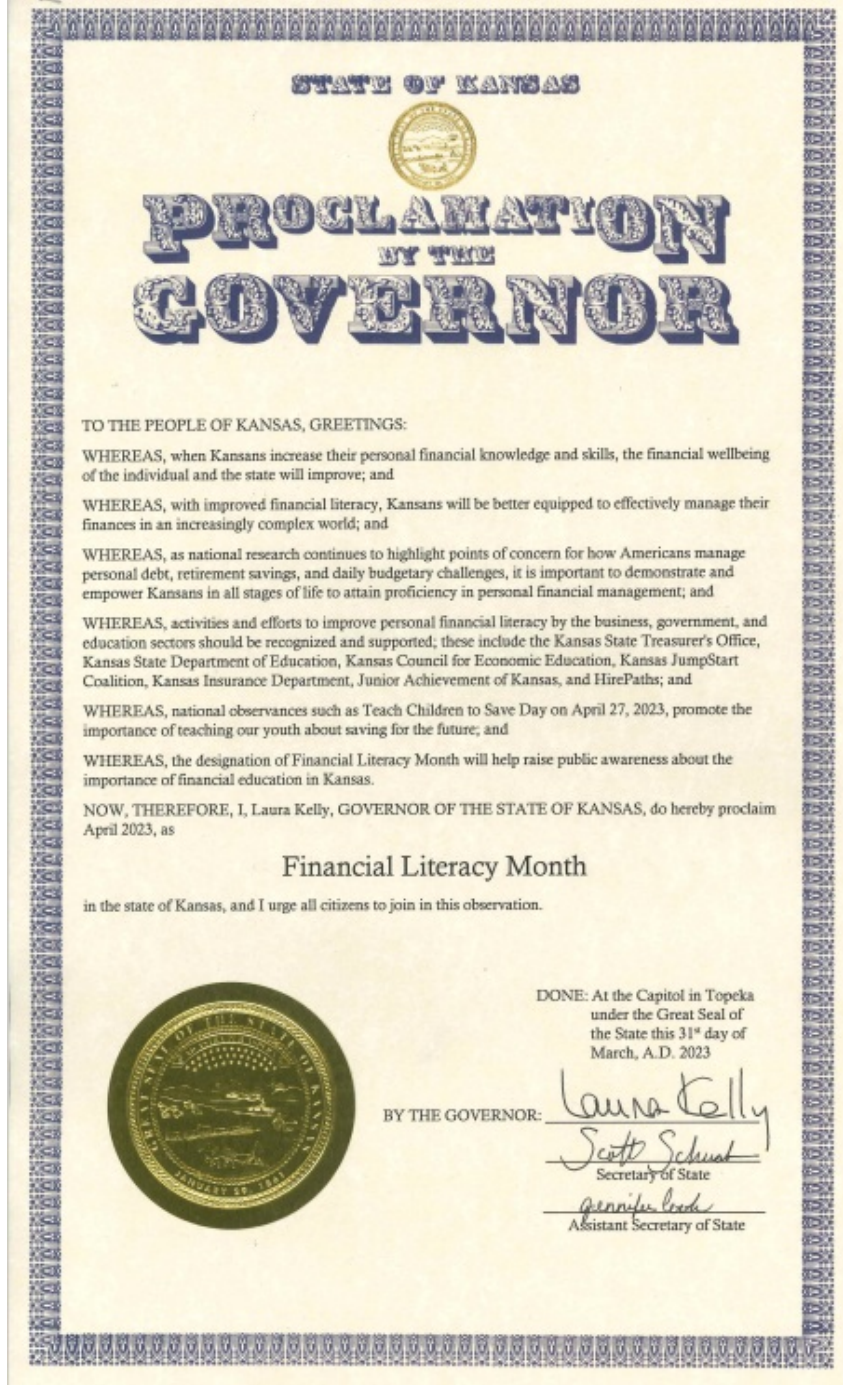 STATE OF KANSAS
PROCLAMATION
BY THE
GOVERNOR
TO THE PEOPLE OF KANSAS, GREETINGS:
WHEREAS, when Kansans increase their personal financial knowledge and skills, the financial wellbeing
of the individual and the state will improve; and
WHEREAS, with improved financial literacy, Kansans will be better equipped to effectively manage their
finances in an increasingly complex world; and
WHEREAS, as national research continues to highlight points of concern for how Americans manage
personal debt, retirement savings, and daily budgetary challenges, it is important to demonstrate and
empower Kansans in all stages of life to attain proficiency in personal financial management; and
WHEREAS, activities and efforts to improve personal financial literacy by the business, government, and
education sectors should be recognized and supported; these include the Kansas State Treasurer's Office,
Kansas State Department of Education, Kansas Council for Economic Education, Kansas JumpStart
Coalition, Kansas Insurance Department, Junior Achievement of Kansas, and HirePaths; and
WHEREAS, national observances such as Teach Children to Save Day on April 27, 2023, promote the
importance of teaching our youth about saving for the future; and
WHEREAS, the designation of Financial Literacy Month will help raise public awareness about the
importance of financial education in Kansas.
NOW, THEREFORE, I, Laura Kelly, GOVERNOR OF THE STATE OF KANSAS, do hereby proclaim
April 2023, as
Financial Literacy Month
in the state of Kansas, and I urge all citizens to join in this observation.
DONE: At the Capitol in Topeka
under the Great Seal of
the State this 31st day of
March, A.D. 2023
GREAT SEAL OF THE STATE OF KANSAS
JANUARY 29, 1861
BY THE GOVERNOR: Laura Kelly
Scott Schwab
Secretary of State
Jennifer
Assistant Secretary of State